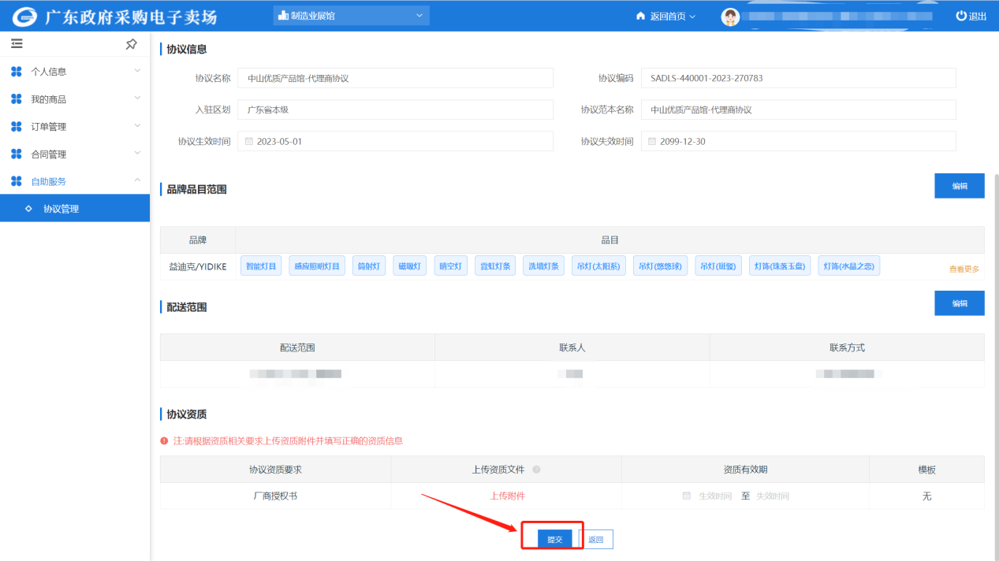 广东政府采购电子卖场
制造业展馆
返回首页
退出
个人信息
我的商品
订单管理
合同管理
自助服务
协议管理
协议信息
协议名称 中山优质产品馆-代理商协议 协议编码 SADLS-440001-2023-270783
入驻区划 广东省本级 协议范本名称 中山优质产品馆-代理商协议
协议生效时间 2023-05-01 协议失效时间 2099-12-30
品牌品目范围 编辑
品牌 品目
益迪克/YIDIKE 智能灯具 感应照明灯具 筒射灯 磁吸灯 晴空灯 霓虹灯条 洗墙灯条 吊灯(太阳系) 吊灯(悠悠球) 吊灯(斑驳) 灯饰(珠落玉盘) 灯饰(水晶之恋) 查看更多
配送范围 编辑
配送范围 联系人 联系方式
协议资质
注:请根据资质相关要求上传资质附件并填写正确的资质信息
协议资质要求 上传资质文件 资质有效期 模板
厂商授权书 上传附件 生效时间 至 失效时间 无
提交 返回